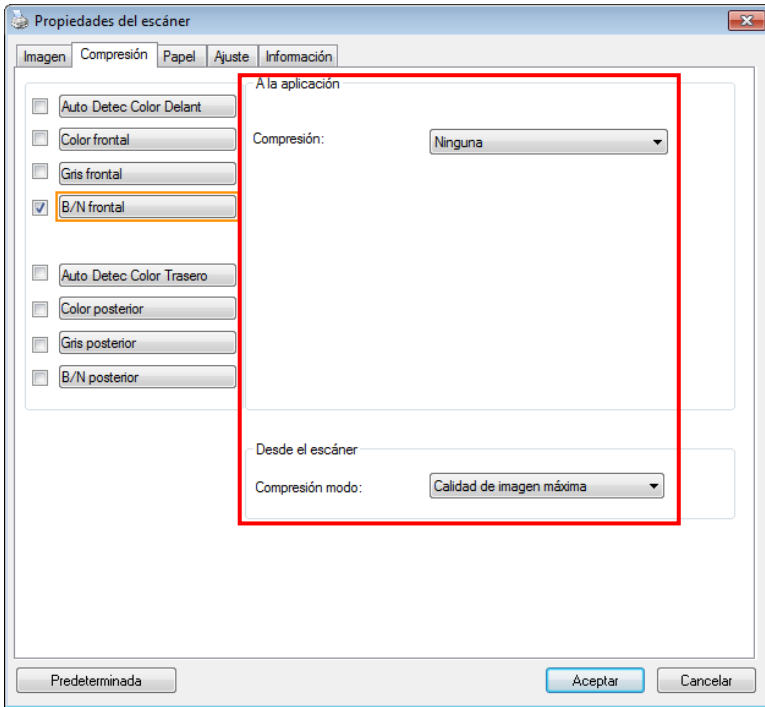 Propiedades del escáner
Imagen Compresión Papel Ajuste Información
Auto Detec Color Delant
Color frontal
Gris frontal
B/N frontal
Auto Detec Color Trasero
Color posterior
Gris posterior
B/N posterior
A la aplicación
Compresión: Ninguna
Desde el escáner
Compresión modo: Calidad de imagen máxima
Predeterminada Aceptar Cancelar